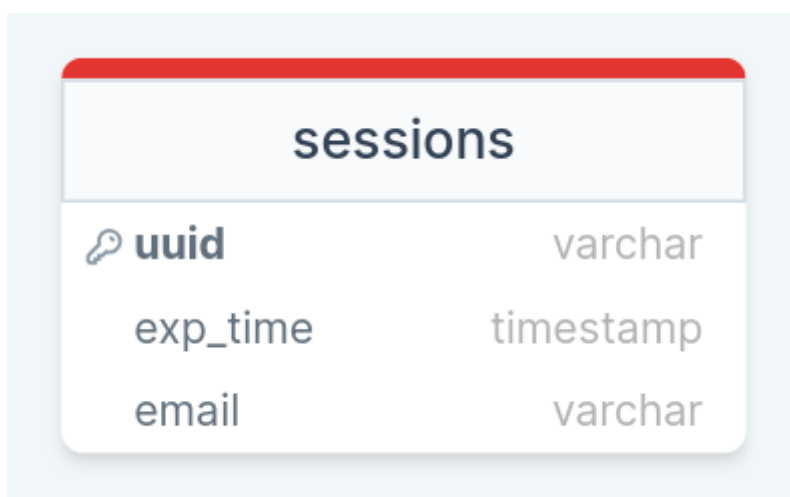 sessions
uuid varchar
exp_time timestamp
email varchar